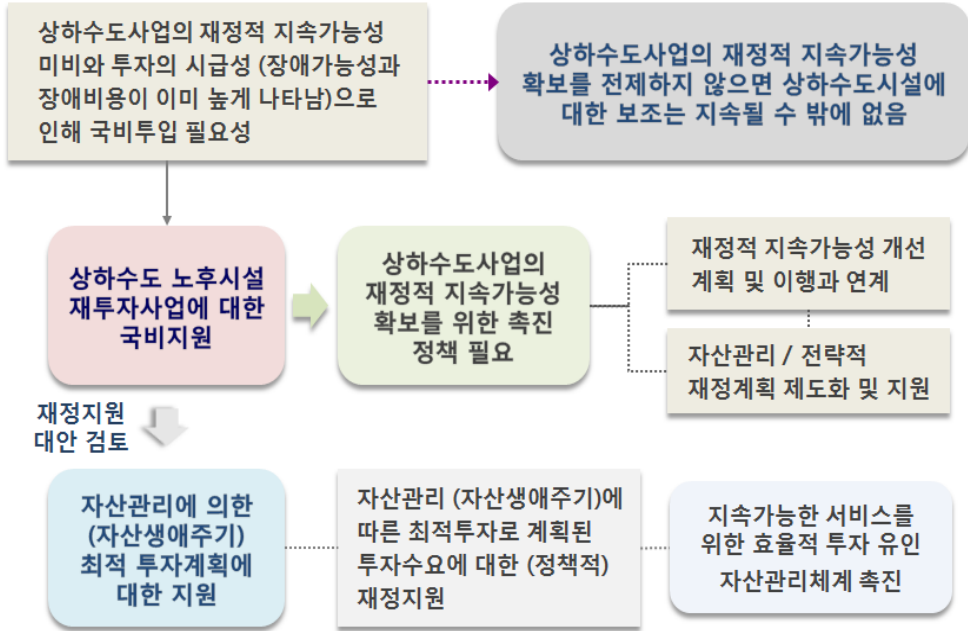 상하수도사업의 재정적 지속가능성
미비와 투자의 시급성 (장애가능성과
장애비용이 이미 높게 나타남)으로
인해 국비투입 필요성
상하수도사업의 재정적 지속가능성
확보를 전제하지 않으면 상하수도시설에
대한 보조는 지속될 수 밖에 없음
상하수도 노후시설
재투자사업에 대한
국비지원
상하수도사업의
재정적 지속가능성
확보를 위한 촉진
정책 필요
재정적 지속가능성 개선
계획 및 이행과 연계
자산관리 / 전략적
재정계획 제도화 및 지원
재정지원
대안 검토
자산관리에 의한
(자산생애주기)
최적 투자계획에
대한 지원
자산관리 (자산생애주기)에
따른 최적투자로 계획된
투자수요에 대한 (정책적)
재정지원
지속가능한 서비스를
위한 효율적 투자 유인
자산관리체계 촉진